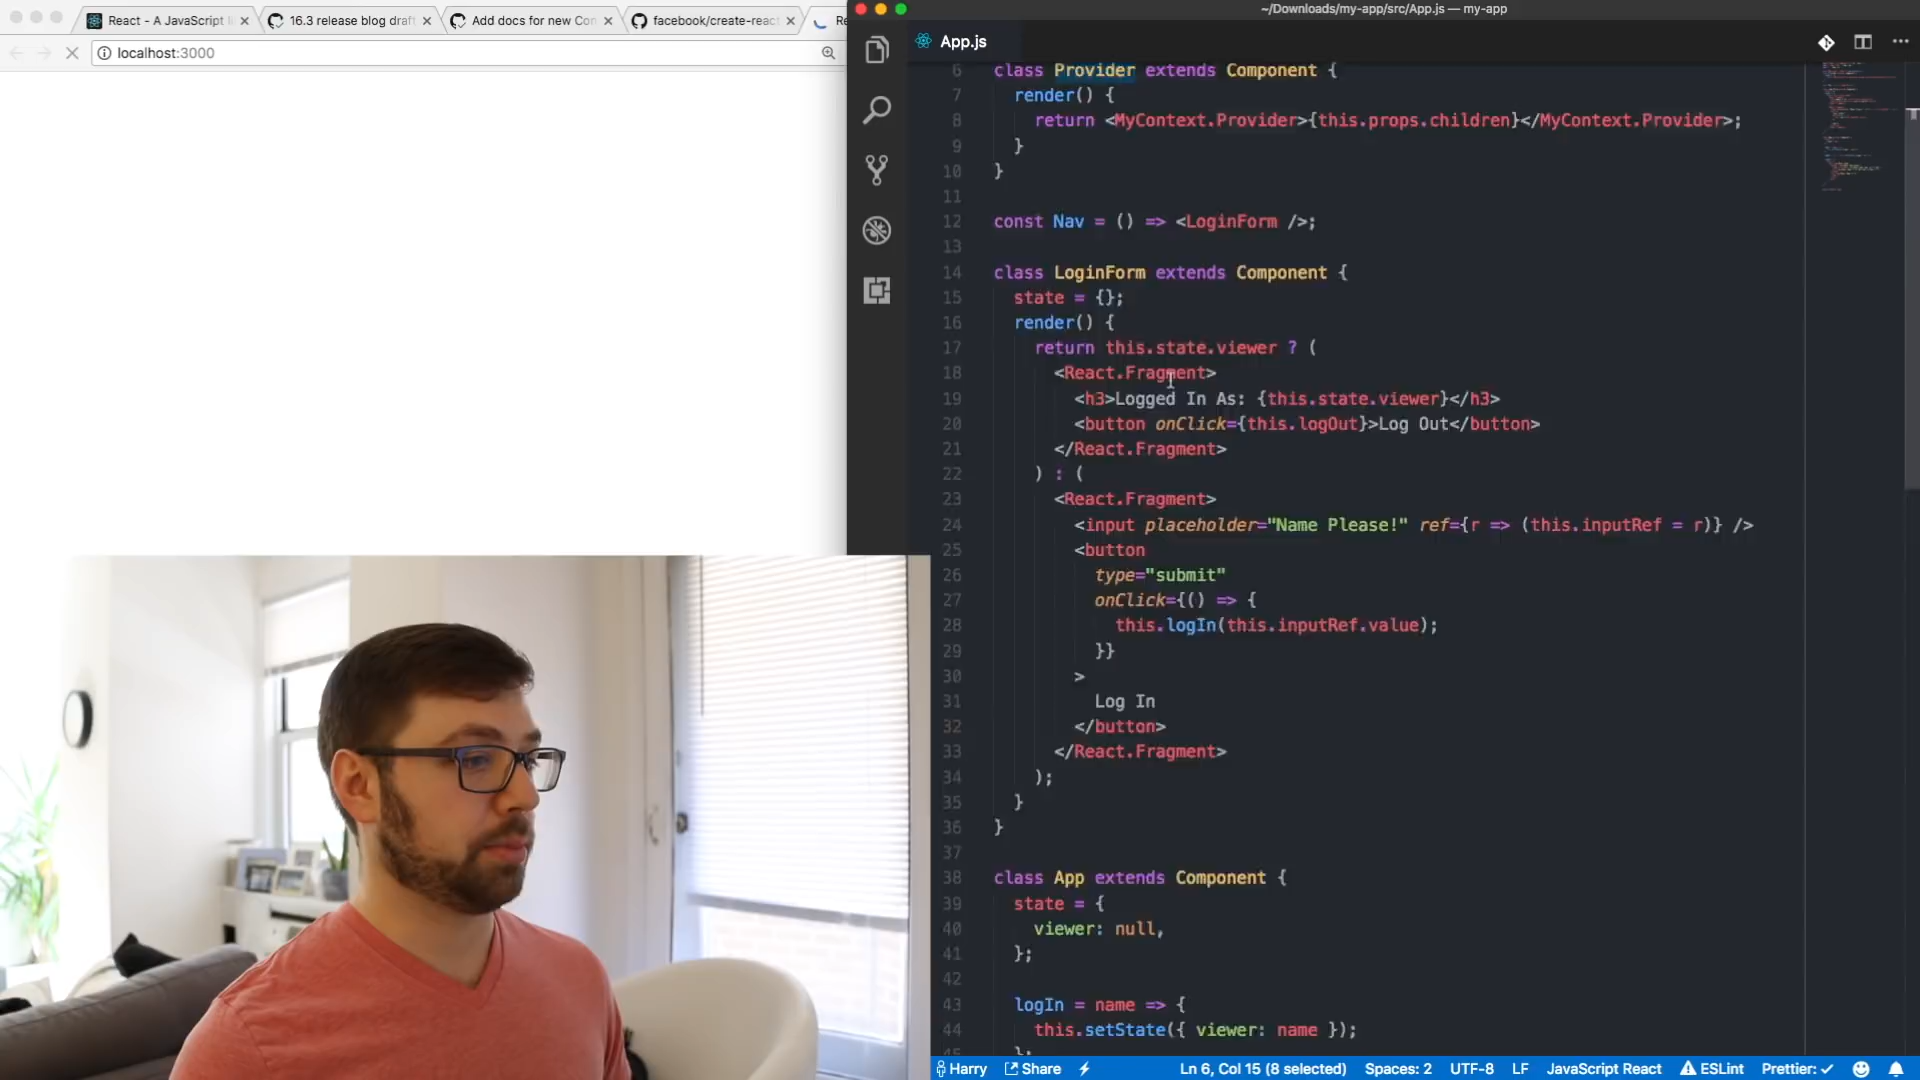 React - A JavaScript li
16.3 release blog draft
Add docs for new Con
facebook/create-reac
Re
localhost:3000
~/Downloads/my-app/src/App.js — my-app
App.js
6 class Provider extends Component {
7 render() {
8 return <MyContext.Provider>{this.props.children}</MyContext.Provider>;
9 }
10 }
11
12 const Nav = () => <LoginForm />;
13
14 class LoginForm extends Component {
15 state = {};
16 render() {
17 return this.state.viewer ? (
18 <React.Fragment>
19 <h3>Logged In As: {this.state.viewer}</h3>
20 <button onClick={this.logOut}>Log Out</button>
21 </React.Fragment>
22 ) : (
23 <React.Fragment>
24 <input placeholder="Name Please!" ref={r => (this.inputRef = r)} />
25 <button
26 type="submit"
27 onClick={() => {
28 this.logIn(this.inputRef.value);
29 }}
30 >
31 Log In
32 </button>
33 </React.Fragment>
34 );
35 }
36 }
37
38 class App extends Component {
39 state = {
40 viewer: null,
41 };
42
43 logIn = name => {
44 this.setState({ viewer: name });
45 };
Harry Share Ln 6, Col 15 (8 selected) Spaces: 2 UTF-8 LF JavaScript React ESLint Prettier: ✓